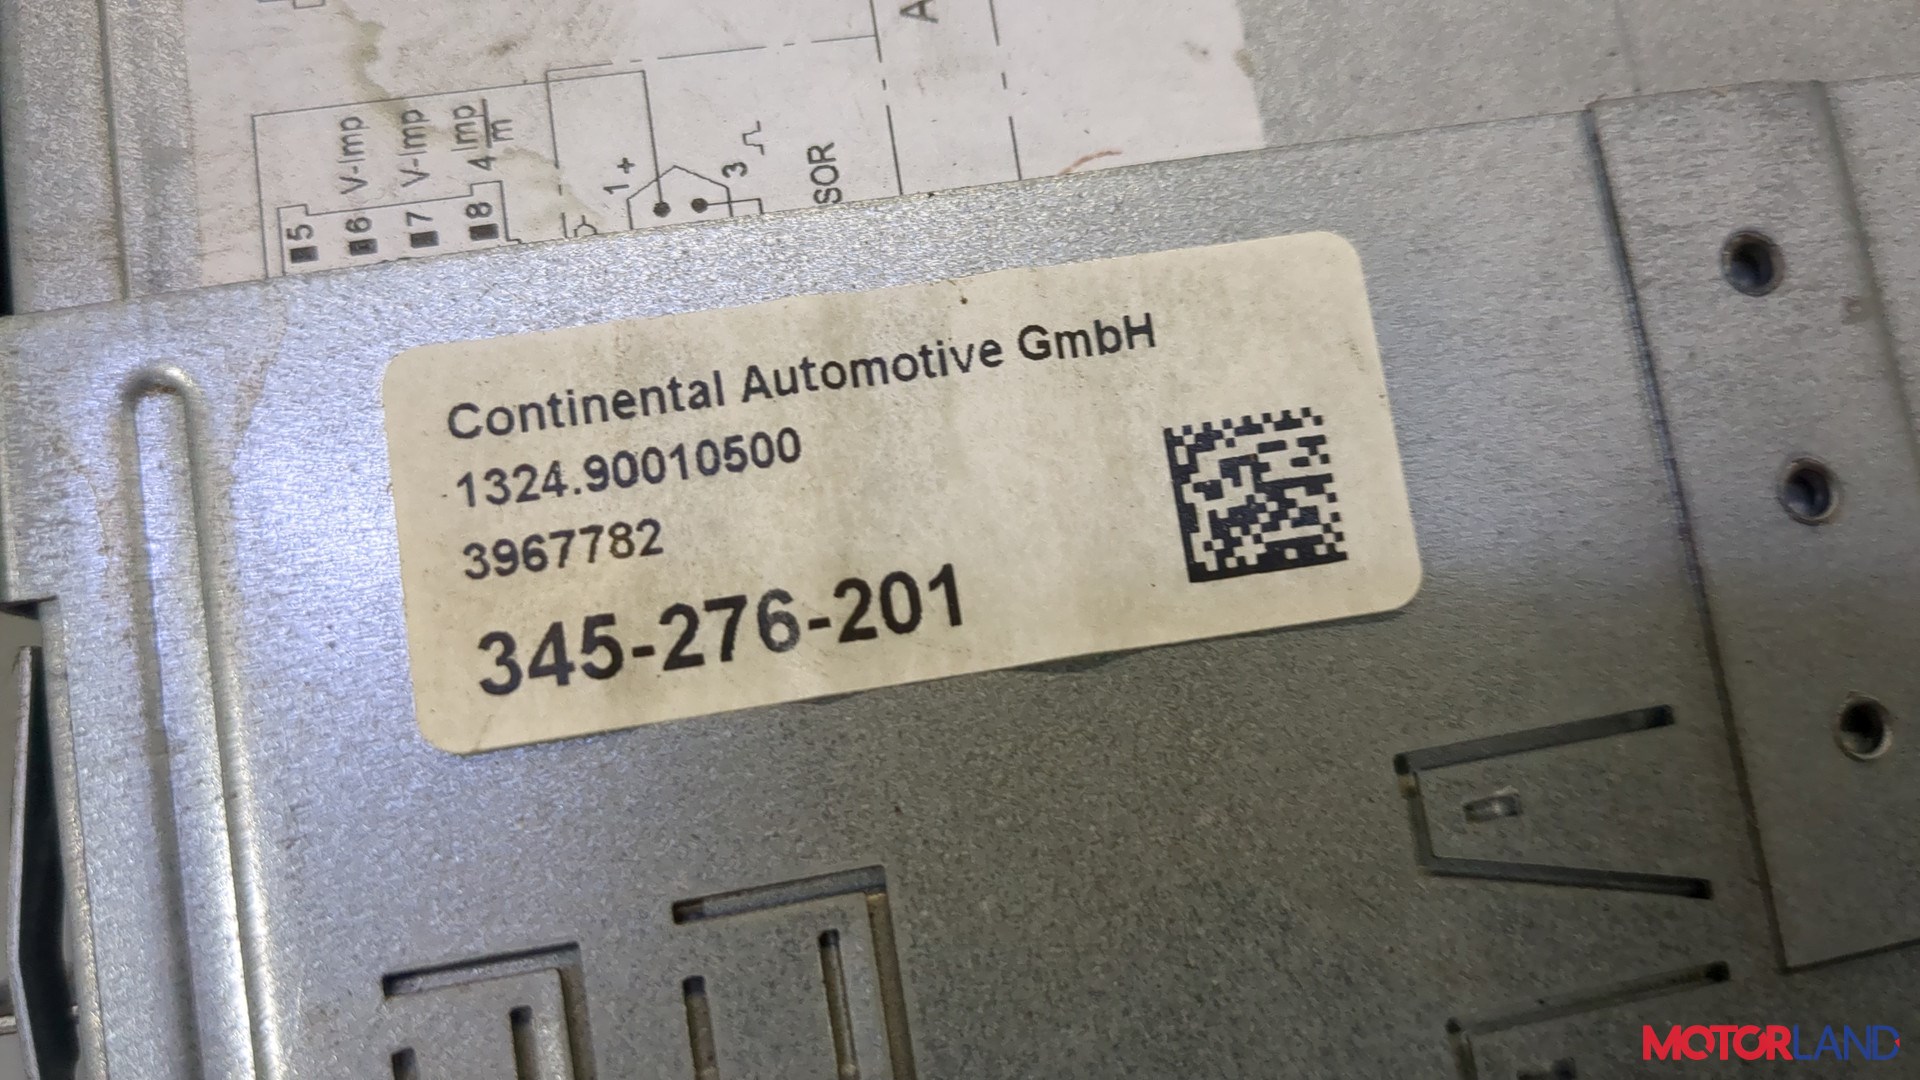 A
5
6 V-Imp
7 V-Imp
8 4 Imp
m
1 +
3
SOR
Continental Automotive GmbH
1324.90010500
3967782
345-276-201
MOTORLAND